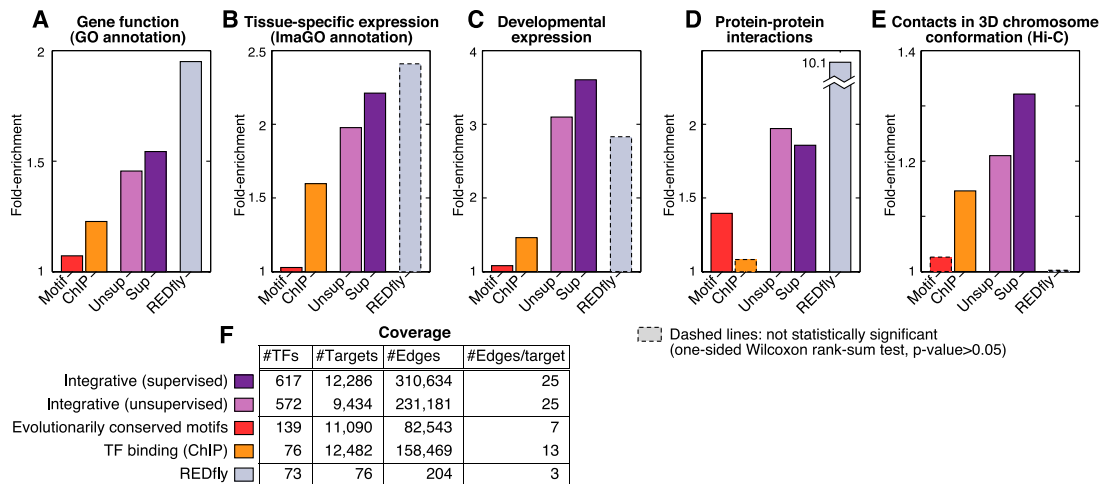 A
Gene function
(GO annotation)
Fold-enrichment
2
1.5
1
Motif
ChIP
Unsup
Sup
REDfly
B
Tissue-specific expression
(ImaGO annotation)
Fold-enrichment
2.5
2
1.5
1
Motif
ChIP
Unsup
Sup
REDfly
C
Developmental
expression
Fold-enrichment
4
3
2
1
Motif
ChIP
Unsup
Sup
REDfly
D
Protein-protein
interactions
Fold-enrichment
10.1
2
1.5
1
Motif
ChIP
Unsup
Sup
REDfly
E
Contacts in 3D chromosome
conformation (Hi-C)
Fold-enrichment
1.4
1.2
1
Motif
ChIP
Unsup
Sup
REDfly
Dashed lines: not statistically significant
(one-sided Wilcoxon rank-sum test, p-value>0.05)
F
Coverage
#TFs #Targets #Edges #Edges/target
Integrative (supervised) 617 12,286 310,634 25
Integrative (unsupervised) 572 9,434 231,181 25
Evolutionarily conserved motifs 139 11,090 82,543 7
TF binding (ChIP) 76 12,482 158,469 13
REDfly 73 76 204 3